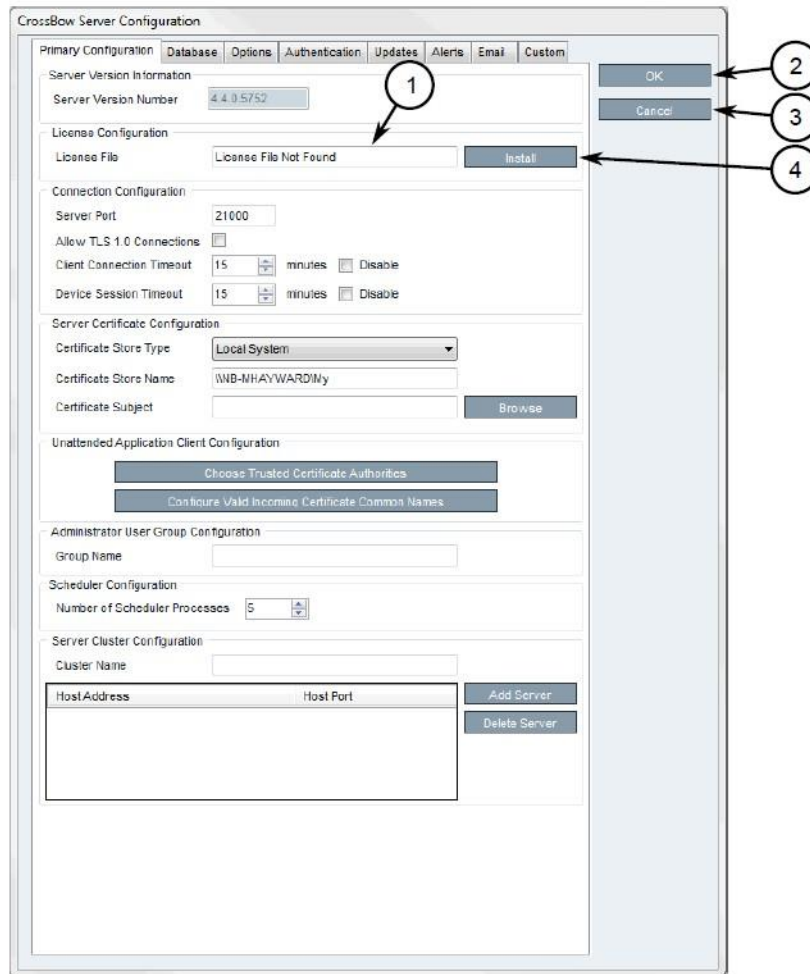 CrossBow Server Configuration
Primary Configuration Database Options Authentication Updates Alerts Email Custom
Server Version Information
Server Version Number 4.4.0.5752
OK
Cancel
1
2
3
4
License Configuration
License File License File Not Found Install
Connection Configuration
Server Port 21000
Allow TLS 1.0 Connections
Client Connection Timeout 15 minutes Disable
Device Session Timeout 15 minutes Disable
Server Certificate Configuration
Certificate Store Type Local System
Certificate Store Name \\NB-MHAYWARD\My
Certificate Subject Browse
Unattended Application Client Configuration
Choose Trusted Certificate Authorities
Configure Valid Incoming Certificate Common Names
Administrator User Group Configuration
Group Name
Scheduler Configuration
Number of Scheduler Processes 5
Server Cluster Configuration
Cluster Name
Host Address Host Port
Add Server
Delete Server